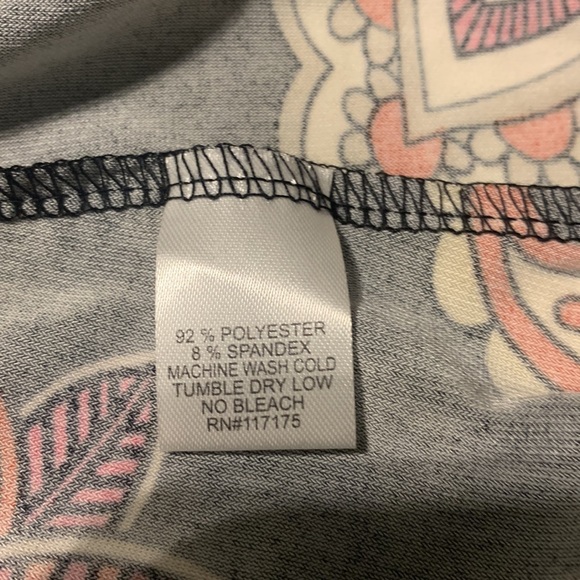 92 % POLYESTER
8 % SPANDEX
MACHINE WASH COLD
TUMBLE DRY LOW
NO BLEACH
RN#117175